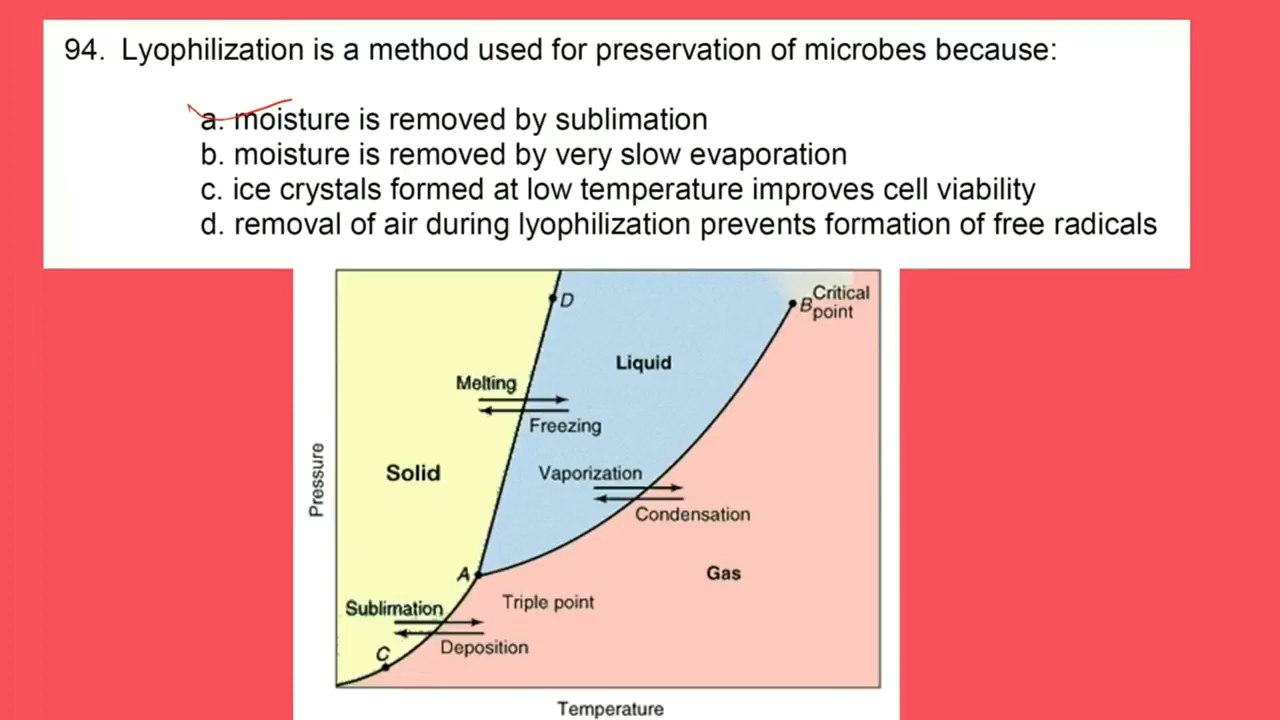 94. Lyophilization is a method used for preservation of microbes because:
a. moisture is removed by sublimation
b. moisture is removed by very slow evaporation
c. ice crystals formed at low temperature improves cell viability
d. removal of air during lyophilization prevents formation of free radicals
D
B
Critical
point
Liquid
Melting
Freezing
Solid
Vaporization
Condensation
Pressure
A
Gas
Triple point
Sublimation
Deposition
C
Temperature